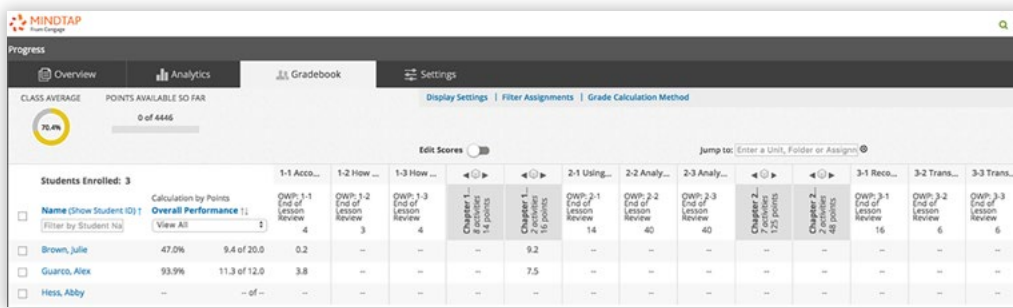 MINDTAP
From Cengage
Progress
Overview
Analytics
Gradebook
Settings
CLASS AVERAGE
POINTS AVAILABLE SO FAR
Display Settings | Filter Assignments | Grade Calculation Method
70.4%
0 of 4446
Edit Scores
Jump to: Enter a Unit, Folder or Assignm
Students Enrolled: 3
1-1 Acco... 1-2 How ... 1-3 How ... 2-1 Using... 2-2 Analy... 2-3 Analy... 3-1 Reco... 3-2 Trans... 3-3 Trans...
Name (Show Student ID)
Filter by Student Na
Calculation by Points
Overall Performance
View All
OWP: 1-1
End of
Lesson
Review
4
OWP: 1-2
End of
Lesson
Review
3
OWP: 1-3
End of
Lesson
Review
4
Chapter 1...
8 activities
14 points
Chapter 1...
2 activities
16 points
OWP: 2-1
End of
Lesson
Review
14
OWP: 2-2
End of
Lesson
Review
40
OWP: 2-3
End of
Lesson
Review
40
Chapter 2...
7 activities
125 points
Chapter 2...
2 activities
48 points
OWP: 3-1
End of
Lesson
Review
16
OWP: 3-2
End of
Lesson
Review
6
OWP: 3-3
End of
Lesson
Review
6
Brown, Julie 47.0% 9.4 of 20.0 0.2 -- -- -- 9.2 -- -- -- -- -- -- -- --
Guarco, Alex 93.9% 11.3 of 12.0 3.8 -- -- -- 7.5 -- -- -- -- -- -- -- --
Hess, Abby -- -- of -- -- -- -- -- -- -- -- -- -- -- -- -- --